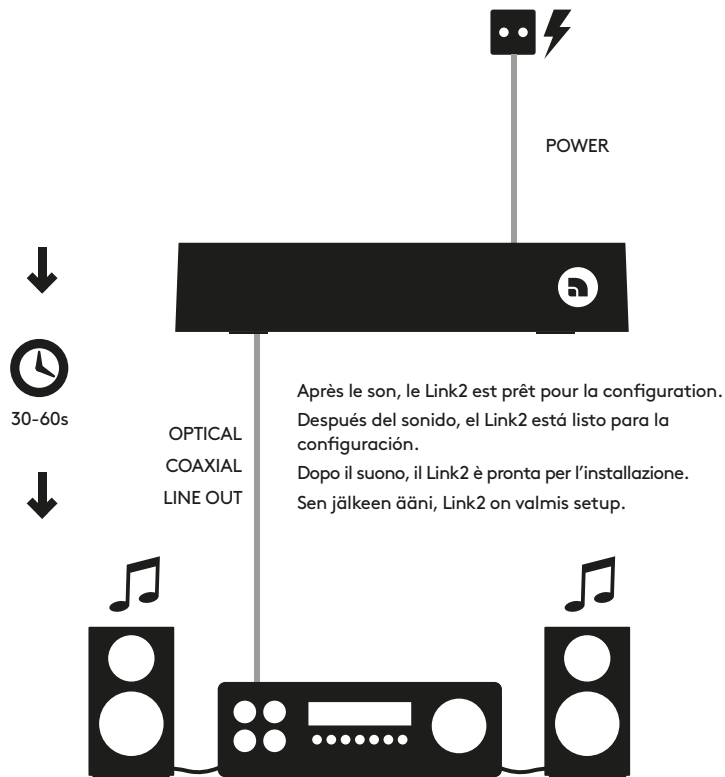 POWER
30-60s
OPTICAL
COAXIAL
LINE OUT
Après le son, le Link2 est prêt pour la configuration.
Después del sonido, el Link2 está listo para la
configuración.
Dopo il suono, il Link2 è pronta per l’installazione.
Sen jälkeen ääni, Link2 on valmis setup.